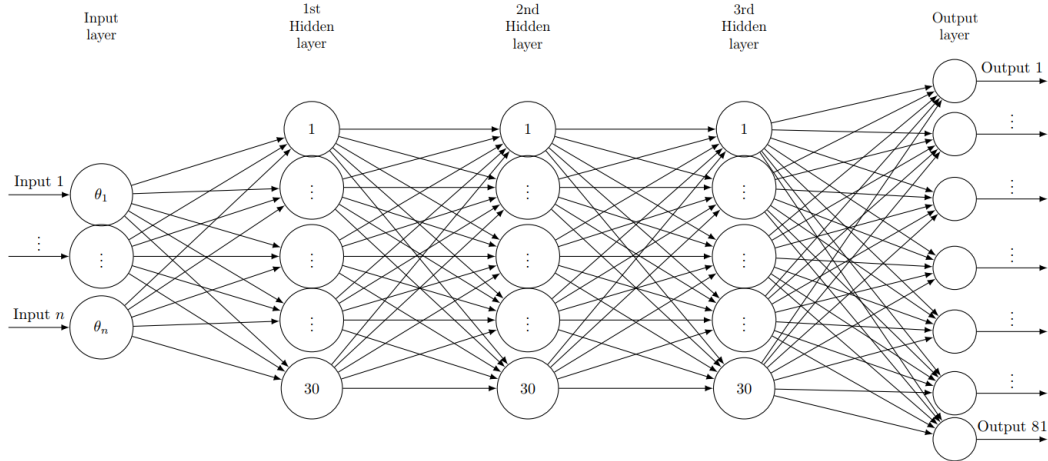 Input
layer
1st
Hidden
layer
2nd
Hidden
layer
3rd
Hidden
layer
Output
layer
Input 1
⋮
Input n
θ₁
⋮
θₙ
1
⋮
⋮
⋮
30
1
⋮
⋮
⋮
30
1
⋮
⋮
⋮
30
Output 1
⋮
⋮
⋮
⋮
⋮
Output 81